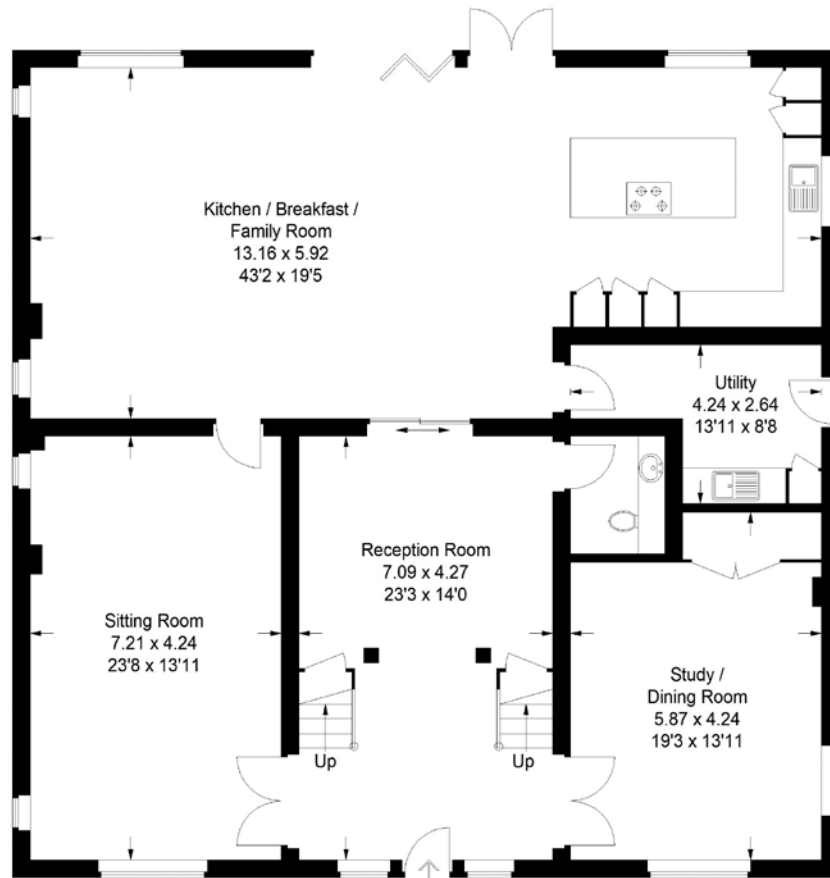 Kitchen / Breakfast /
Family Room
13.16 x 5.92
43'2 x 19'5
Utility
4.24 x 2.64
13'11 x 8'8
Reception Room
7.09 x 4.27
23'3 x 14'0
Sitting Room
7.21 x 4.24
23'8 x 13'11
Study /
Dining Room
5.87 x 4.24
19'3 x 13'11
Up
Up